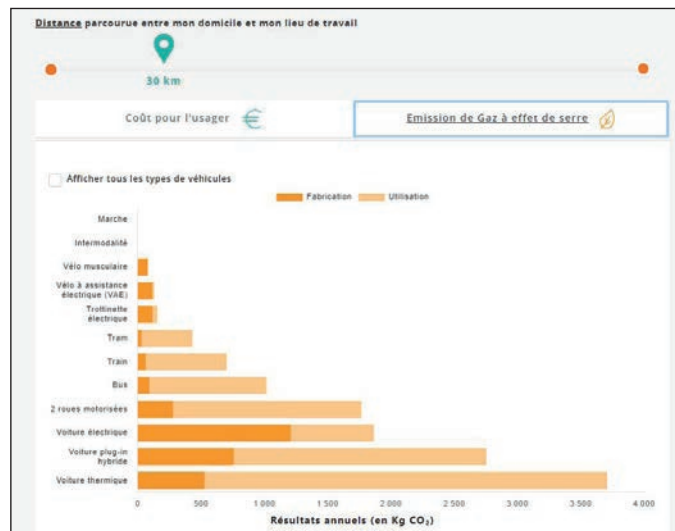 Distance parcourue entre mon domicile et mon lieu de travail
30 km
Coût pour l'usager
Emission de Gaz à effet de serre
Afficher tous les types de véhicules
Fabrication Utilisation
Marche
Intermodalité
Vélo musculaire
Vélo à assistance
électrique (VAE)
Trottinette
électrique
Tram
Train
Bus
2 roues motorisées
Voiture électrique
Voiture plug-in
hybride
Voiture thermique
0 500 1 000 1 500 2 000 2 500 3 000 3 500 4 000
Résultats annuels (en Kg CO₂)